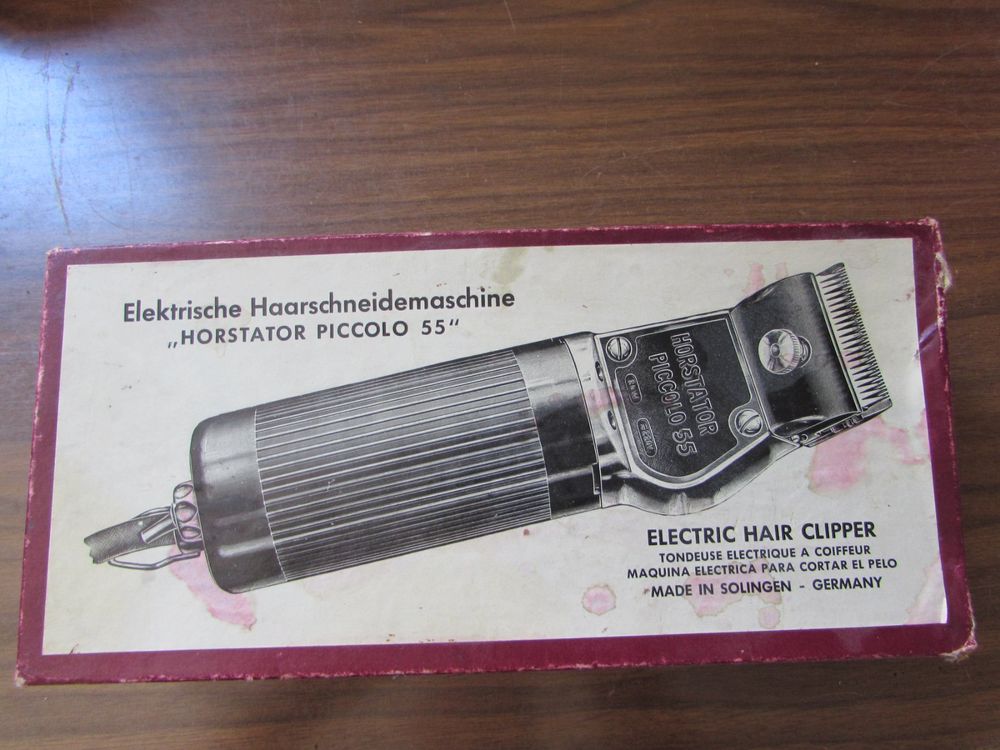 Elektrische Haarschneidemaschine
„HORSTATOR PICCOLO 55“
HORSTATOR
PICCOLO 55
ELECTRIC HAIR CLIPPER
TONDEUSE ELECTRIQUE A COIFFEUR
MAQUINA ELECTRICA PARA CORTAR EL PELO
MADE IN SOLINGEN - GERMANY